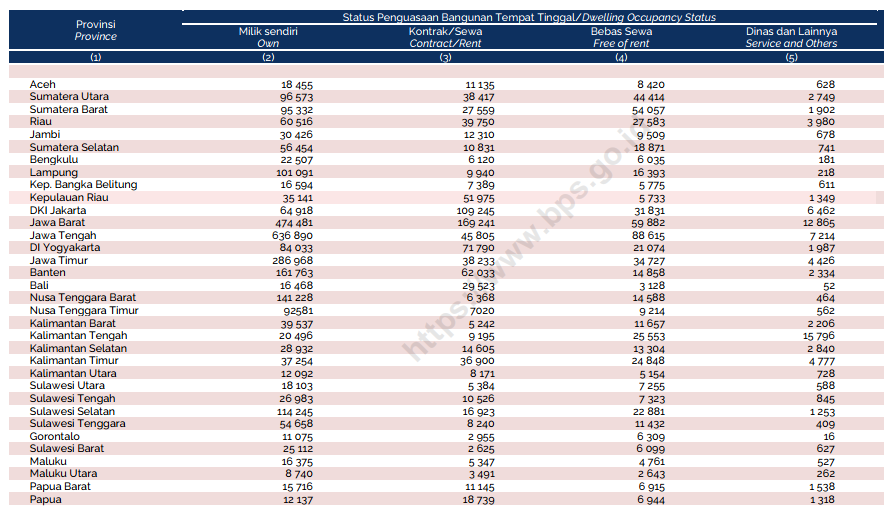 Provinsi
Province
Status Penguasaan Bangunan Tempat Tinggal/Dwelling Occupancy Status
Milik sendiri
Own
Kontrak/Sewa
Contract/Rent
Bebas Sewa
Free of rent
Dinas dan Lainnya
Service and Others
(1) (2) (3) (4) (5)
Aceh 18 455 11 135 8 420 628
Sumatera Utara 96 573 38 417 44 414 2 749
Sumatera Barat 95 332 27 559 54 057 1 902
Riau 60 516 39 750 27 583 3 980
Jambi 30 426 12 310 9 509 678
Sumatera Selatan 56 454 10 831 18 871 741
Bengkulu 22 507 6 120 6 035 181
Lampung 101 091 9 940 16 393 218
Kep. Bangka Belitung 16 594 7 389 5 775 611
Kepulauan Riau 35 141 51 975 5 733 1 349
DKI Jakarta 64 918 109 245 31 831 6 462
Jawa Barat 474 481 169 241 59 882 12 865
Jawa Tengah 636 890 45 805 88 615 7 214
DI Yogyakarta 84 033 71 790 21 074 1 987
Jawa Timur 286 968 38 233 34 727 4 426
Banten 161 763 62 033 14 858 2 334
Bali 16 468 29 523 3 128 52
Nusa Tenggara Barat 141 228 6 368 14 588 464
Nusa Tenggara Timur 92581 7020 9 214 562
Kalimantan Barat 39 537 5 242 11 657 2 206
Kalimantan Tengah 20 496 9 195 25 553 15 796
Kalimantan Selatan 28 932 14 605 13 304 2 840
Kalimantan Timur 37 254 36 900 24 848 4 777
Kalimantan Utara 12 092 8 171 5 154 728
Sulawesi Utara 18 103 5 384 7 255 588
Sulawesi Tengah 26 983 10 526 7 323 845
Sulawesi Selatan 114 245 16 923 22 881 1 253
Sulawesi Tenggara 54 658 8 240 11 432 409
Gorontalo 11 075 2 955 6 309 16
Sulawesi Barat 25 112 2 625 6 099 627
Maluku 16 375 5 347 4 761 527
Maluku Utara 8 740 3 491 2 643 262
Papua Barat 15 716 11 145 6 915 1 538
Papua 12 137 18 739 6 944 1 318
https://www.bps.go.id